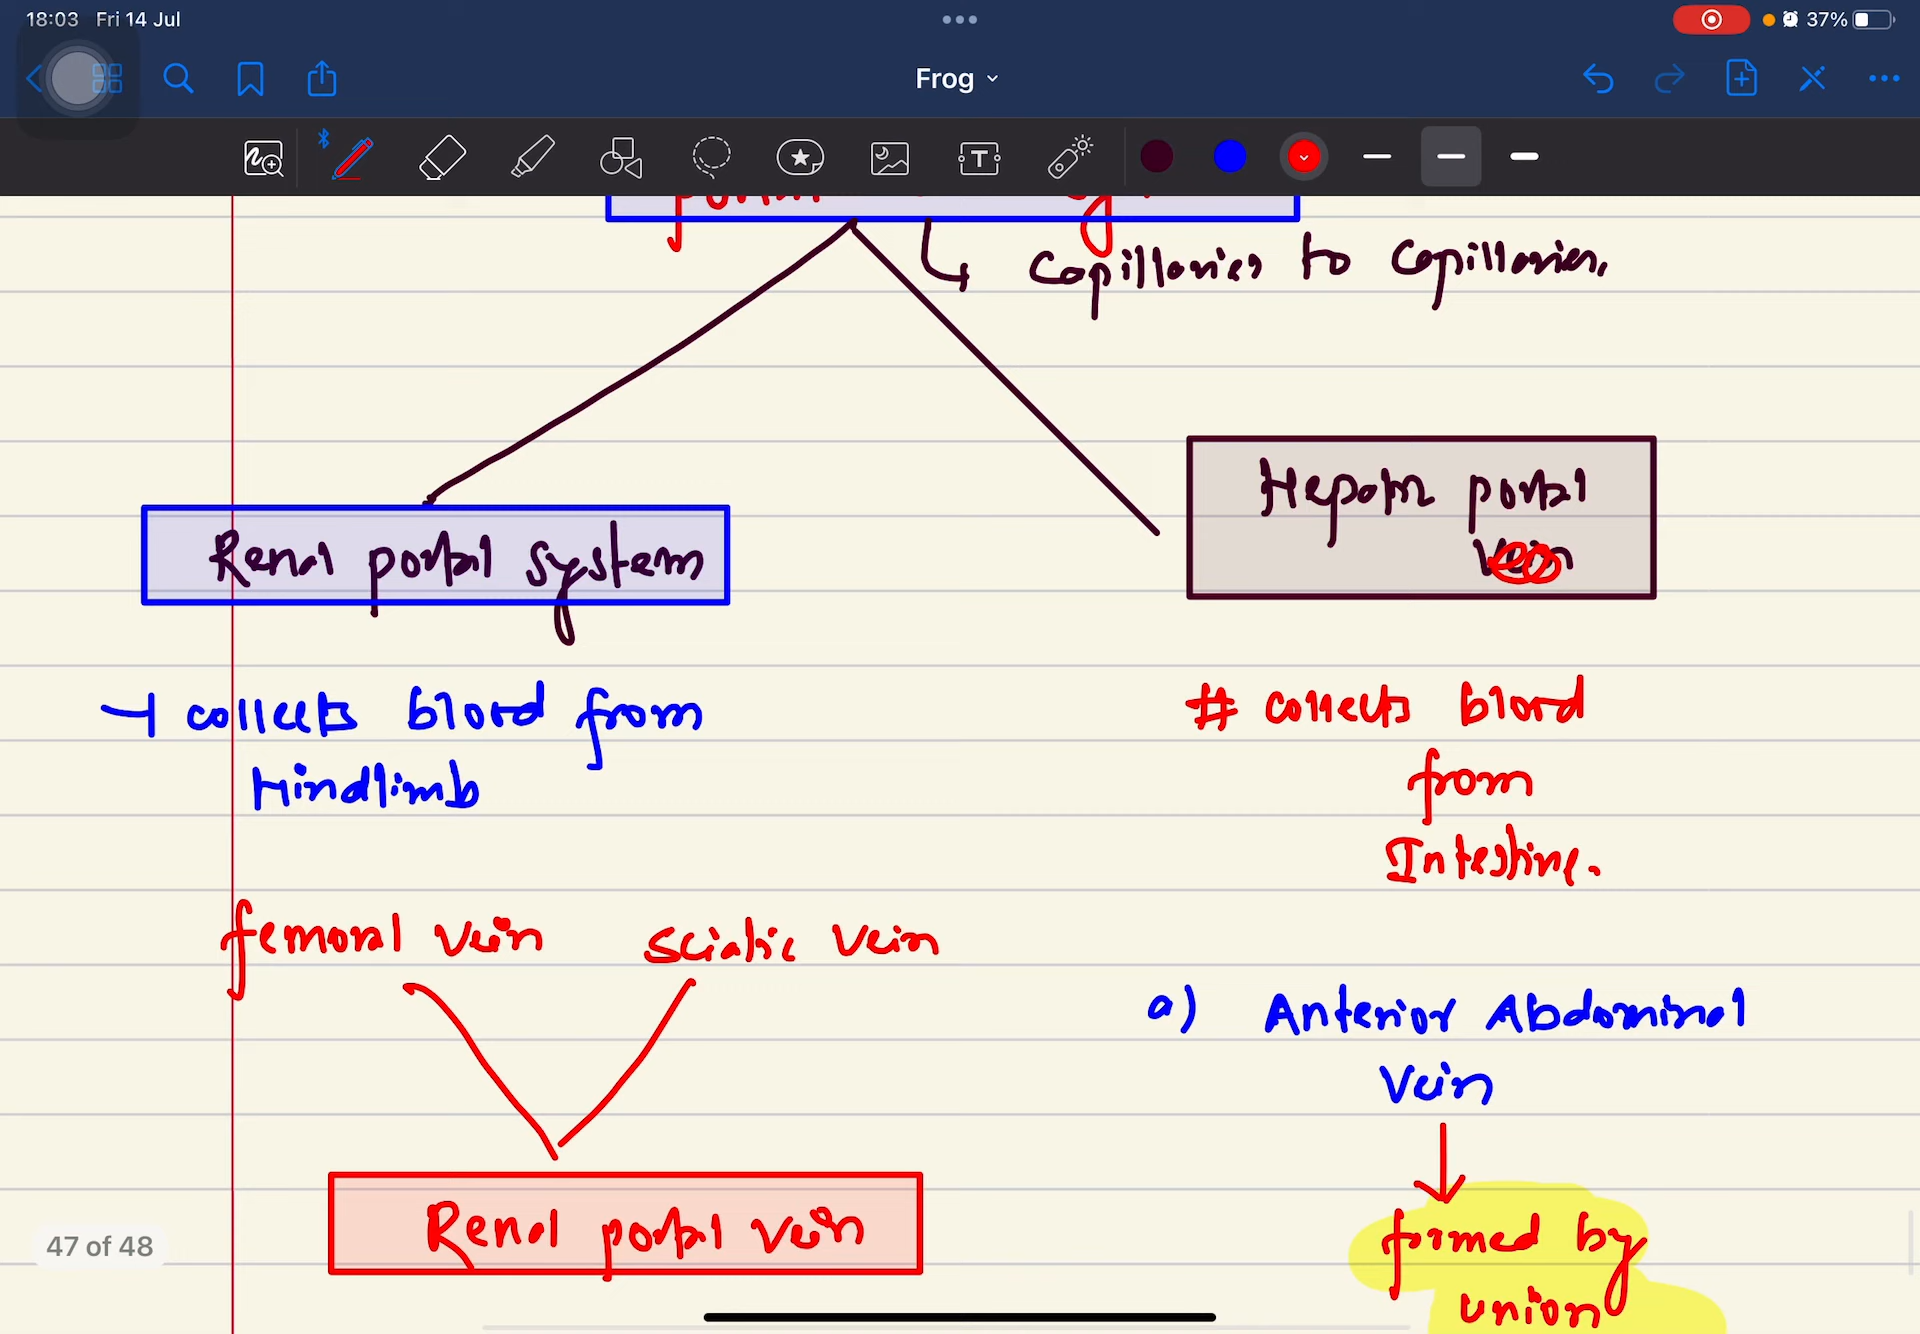 18:03 Fri 14 Jul
37%
Frog
Capillaries to Capillaries.
Renal portal system
Hepatic portal
Vein
collects blood from
Hindlimb
# collects blood
from
Intestine.
femoral vein
Sciatic Vein
a) Anterior Abdominal
Vein
Renal portal vein
formed by
union
47 of 48